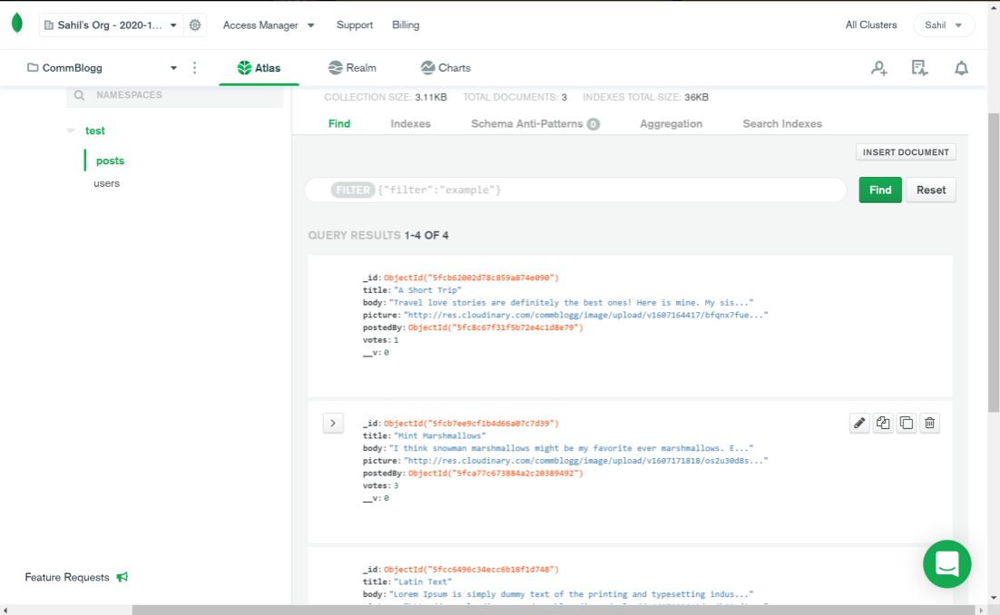 Sahil's Org - 2020-1...
Access Manager
Support
Billing
All Clusters
Sahil
CommBlogg
Atlas
Realm
Charts
NAMESPACES
test
posts
users
COLLECTION SIZE: 3.11KB TOTAL DOCUMENTS: 3 INDEXES TOTAL SIZE: 36KB
Find
Indexes
Schema Anti-Patterns 0
Aggregation
Search Indexes
INSERT DOCUMENT
FILTER {"filter":"example"}
Find
Reset
QUERY RESULTS 1-4 OF 4
_id: ObjectId("5fcb62002d78c859a874e090")
title: "A Short Trip"
body: "Travel love stories are definitely the best ones! Here is mine. My sis..."
picture: "http://res.cloudinary.com/commblogg/image/upload/v1607164417/bfqnx7fue..."
postedBy: ObjectId("5fc8c67f31f5b72e4c1d8e79")
votes: 1
__v: 0
_id: ObjectId("5fcb7ee9cf1b4d66a07c7d39")
title: "Mint Marshmallows"
body: "I think snowman marshmallows might be my favorite ever marshmallows. E..."
picture: "http://res.cloudinary.com/commblogg/image/upload/v1607171818/os2u30d8s..."
postedBy: ObjectId("5fca77c673884a2c20389492")
votes: 3
__v: 0
_id: ObjectId("5fcc6496c34ecc6b18f1d748")
title: "Latin Text"
body: "Lorem Ipsum is simply dummy text of the printing and typesetting indus..."
Feature Requests